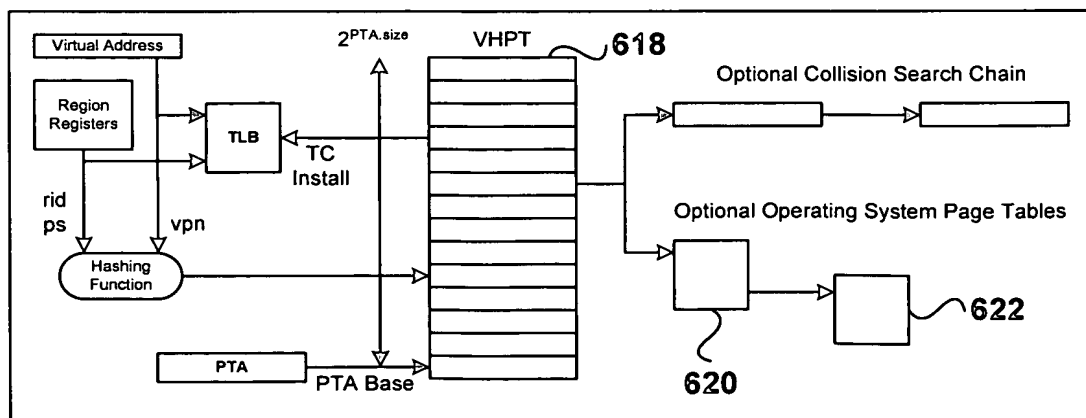 Virtual Address
2^PTA.size
VHPT
618
Optional Collision Search Chain
Region
Registers
TLB
TC
Install
rid
ps
vpn
Optional Operating System Page Tables
Hashing
Function
622
PTA
PTA Base
620